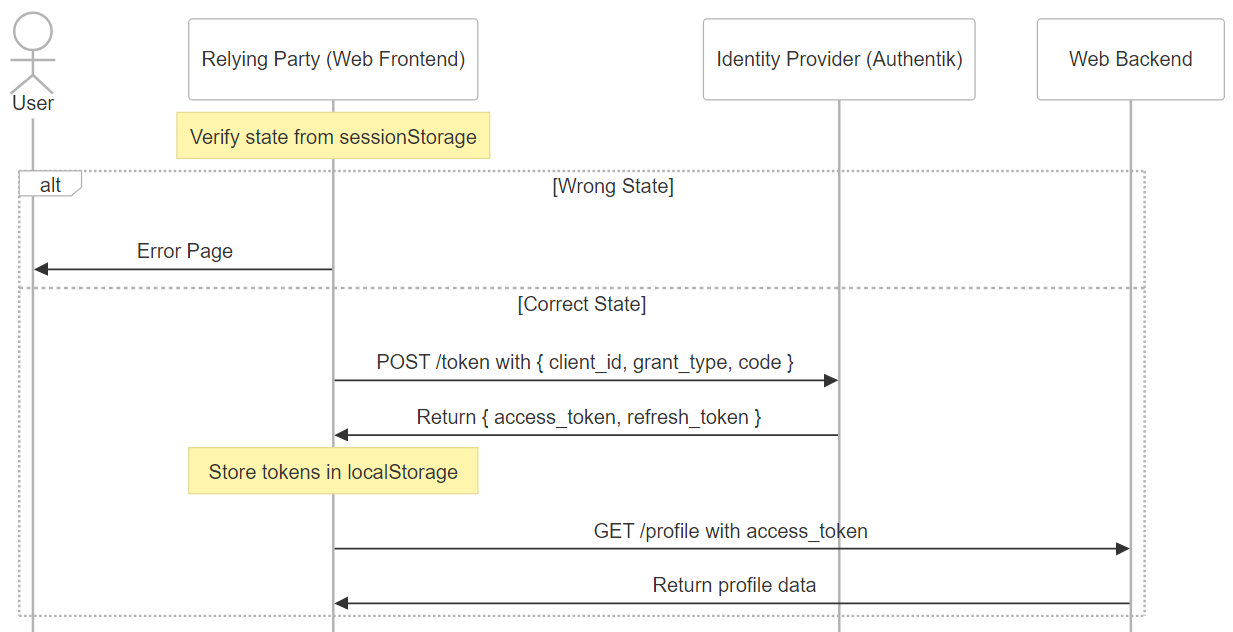 User
Relying Party (Web Frontend)
Identity Provider (Authentik)
Web Backend
Verify state from sessionStorage
alt
[Wrong State]
Error Page
[Correct State]
POST /token with { client_id, grant_type, code }
Return { access_token, refresh_token }
Store tokens in localStorage
GET /profile with access_token
Return profile data